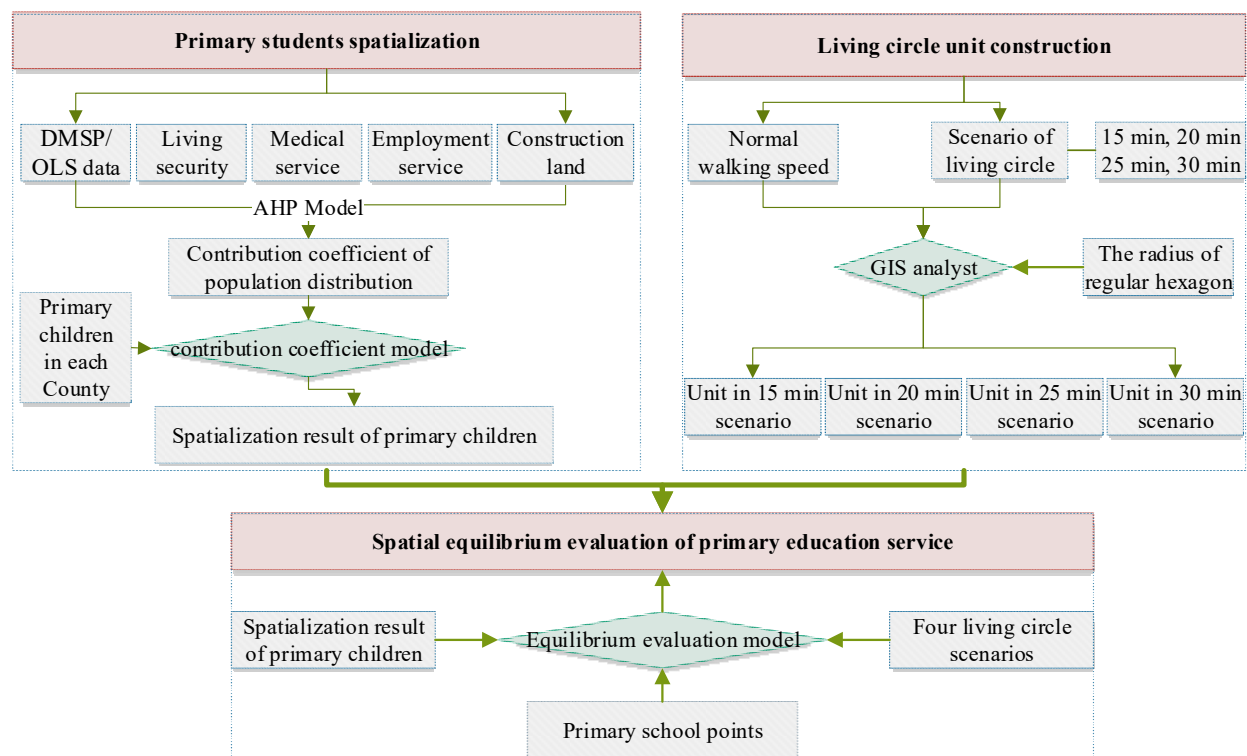 Primary students spatialization
DMSP/
OLS data
Living
security
Medical
service
Employment
service
Construction
land
AHP Model
Contribution coefficient of
population distribution
Primary
children
in each
County
contribution coefficient model
Spatialization result of primary children
Living circle unit construction
Normal
walking speed
Scenario of
living circle
15 min, 20 min
25 min, 30 min
GIS analyst
The radius of
regular hexagon
Unit in 15 min
scenario
Unit in 20 min
scenario
Unit in 25 min
scenario
Unit in 30 min
scenario
Spatial equilibrium evaluation of primary education service
Spatialization result
of primary children
Equilibrium evaluation model
Four living circle
scenarios
Primary school points